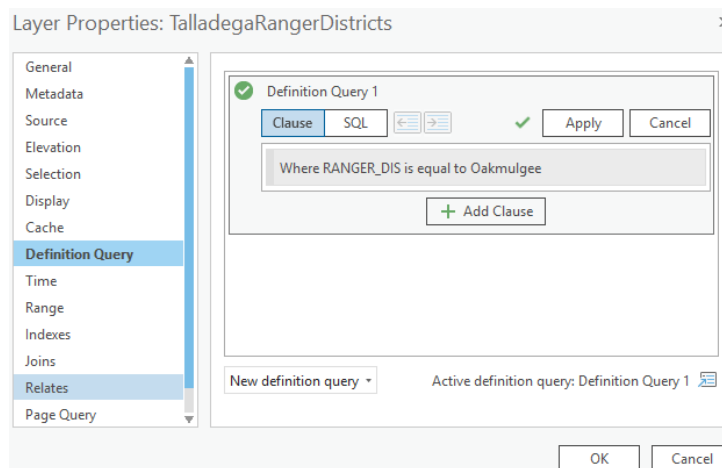 Layer Properties: TalladegaRangerDistricts
General
Metadata
Source
Elevation
Selection
Display
Cache
Definition Query
Time
Range
Indexes
Joins
Relates
Page Query
Definition Query 1
Clause SQL Apply Cancel
Where RANGER_DIS is equal to Oakmulgee
+ Add Clause
New definition query Active definition query: Definition Query 1
OK Cancel